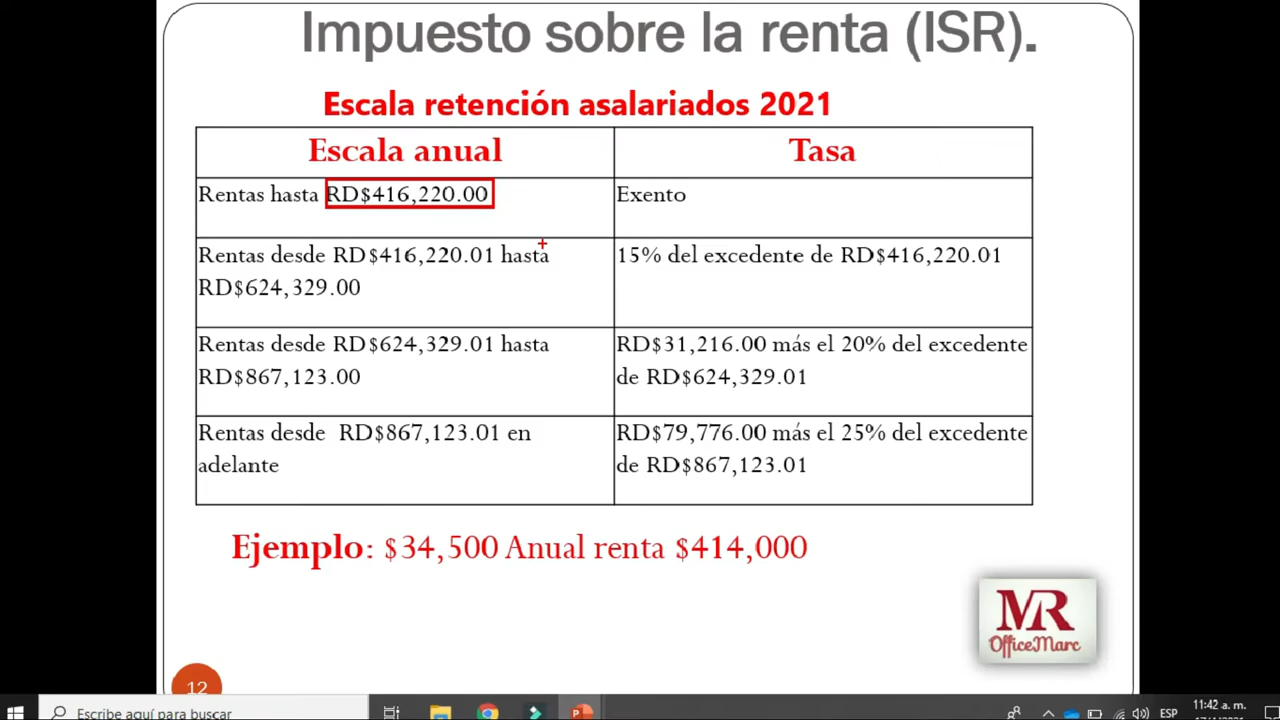 Impuesto sobre la renta (ISR).
Escala retención asalariados 2021
Escala anual
Tasa
Rentas hasta RD$416,220.00
Exento
Rentas desde RD$416,220.01 hasta
RD$624,329.00
15% del excedente de RD$416,220.01
Rentas desde RD$624,329.01 hasta
RD$867,123.00
RD$31,216.00 más el 20% del excedente
de RD$624,329.01
Rentas desde RD$867,123.01 en
adelante
RD$79,776.00 más el 25% del excedente
de RD$867,123.01
Ejemplo: $34,500 Anual renta $414,000
MR
OfficeMarc
12
Escribe aquí para buscar
ESP
11:42 a. m.